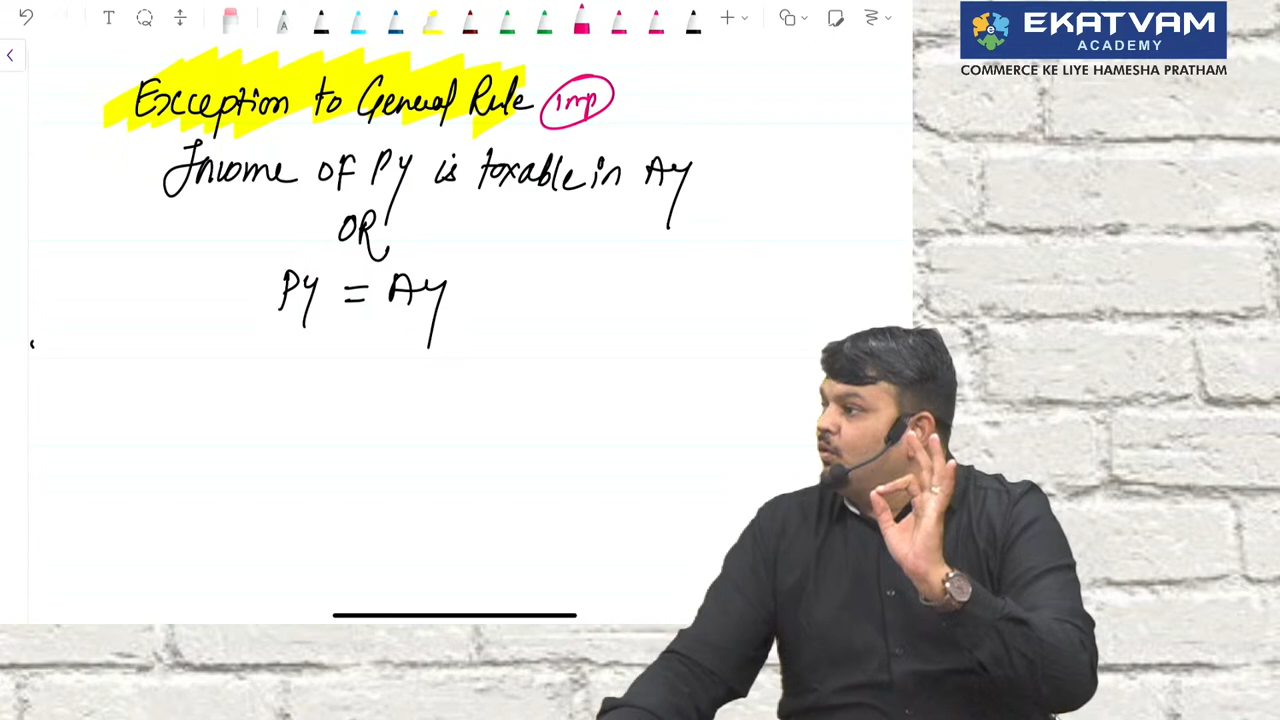 EKATVAM
ACADEMY
COMMERCE KE LIYE HAMESHA PRATHAM
Exception to General Rule Imp
Income of PY is taxable in AY
OR
PY = AY